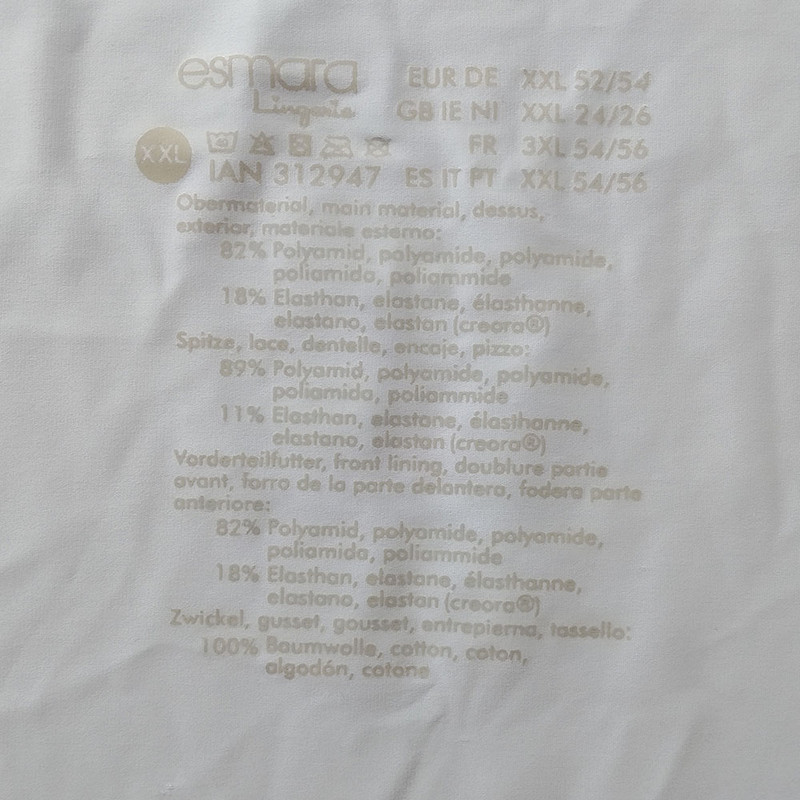 esmara EUR DE XXL 52/54
Lingerie GB IE NI XXL 24/26
XXL FR 3XL 54/56
IAN 312947 ES IT PT XXL 54/56
Obermaterial, main material, dessus,
exterior, materiale esterno:
82% Polyamid, polyamide, polyamide,
poliamida, poliammide
18% Elasthan, elastane, élasthanne,
elastano, elastan (creora®)
Spitze, lace, dentelle, encaje, pizzo:
89% Polyamid, polyamide, polyamide,
poliamida, poliammide
11% Elasthan, elastane, élasthanne,
elastano, elastan (creora®)
Vorderteilfutter, front lining, doublure partie
avant, forro de la parte delantera, fodera parte
anteriore:
82% Polyamid, polyamide, polyamide,
poliamida, poliammide
18% Elasthan, elastane, élasthanne,
elastano, elastan (creora®)
Zwickel, gusset, gousset, entrepierna, tassello:
100% Baumwolle, cotton, coton,
algodón, cotone